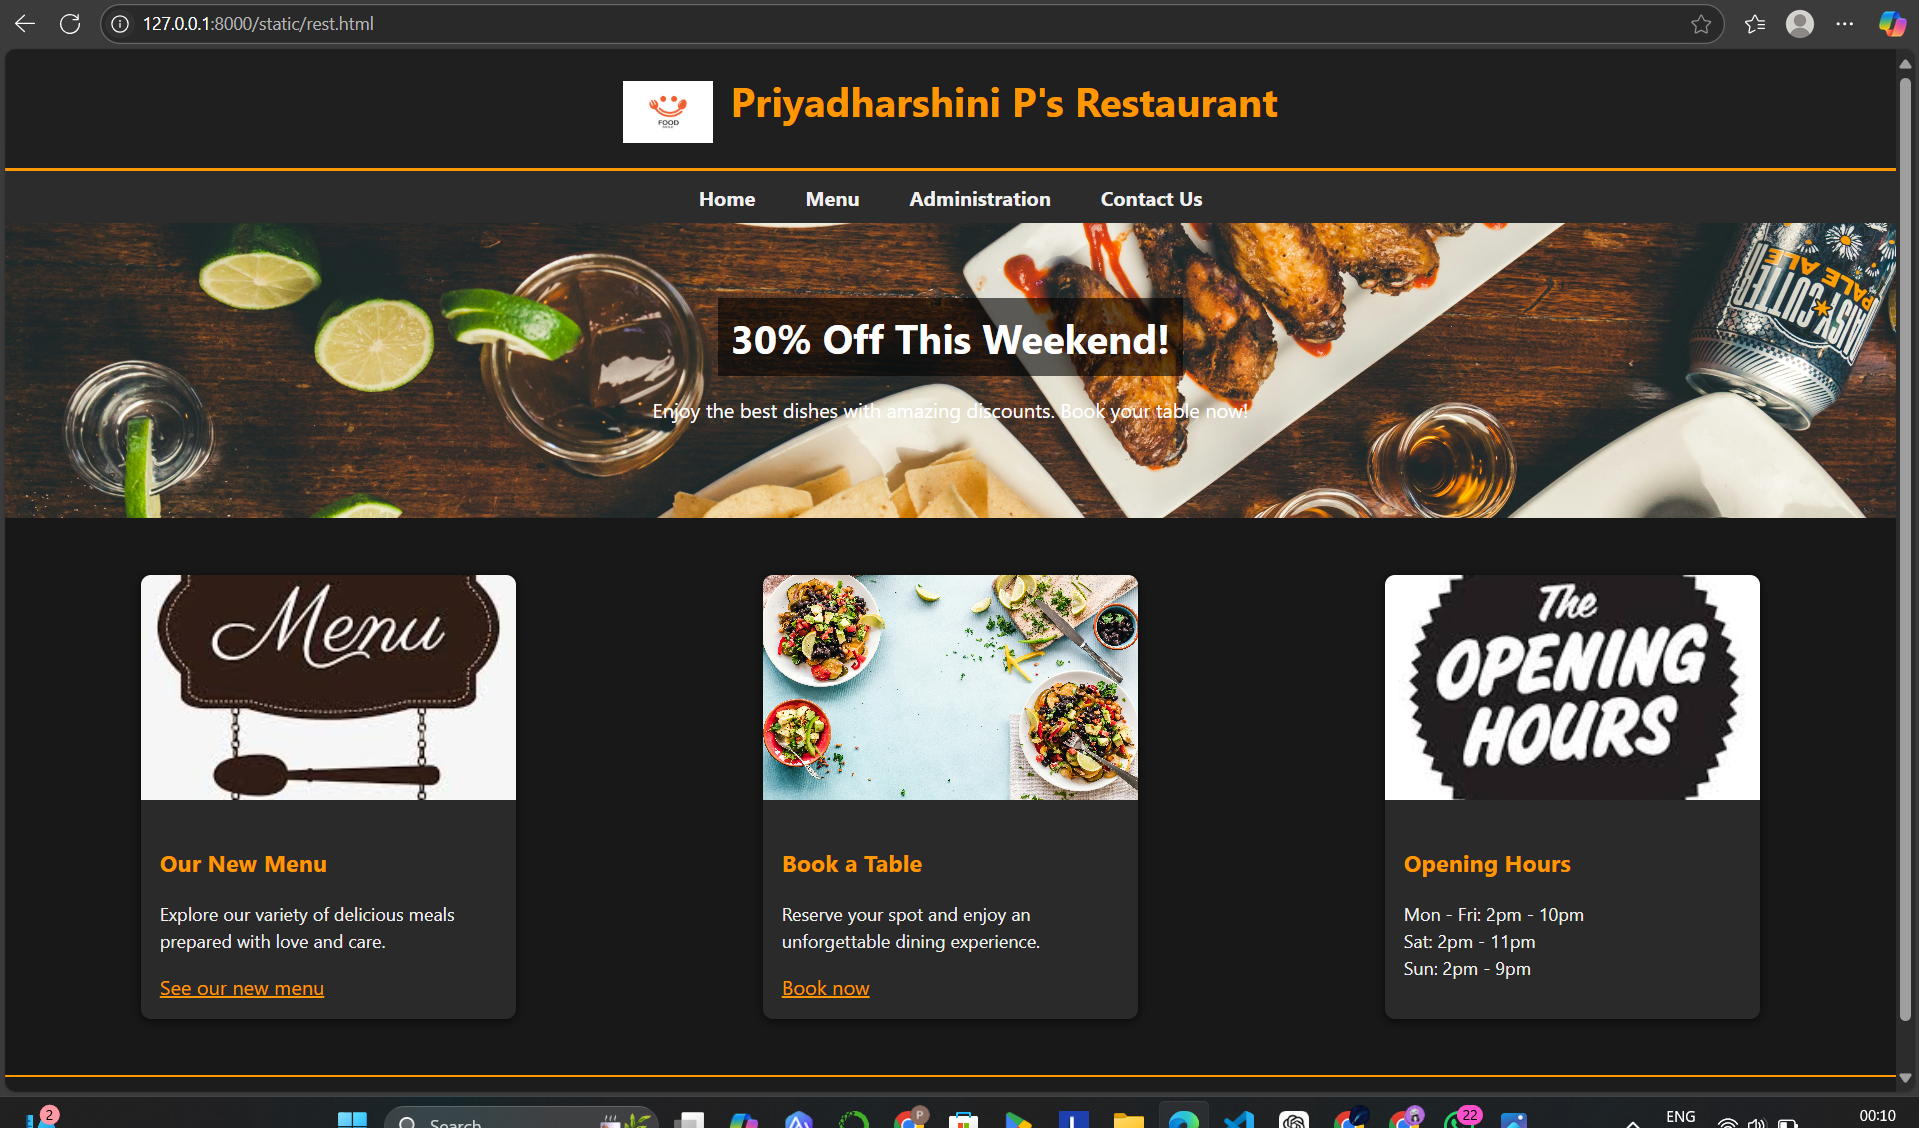 127.0.0.1:8000/static/rest.html
FOOD
Priyadharshini P's Restaurant
Home Menu Administration Contact Us
PALE ALE
30% Off This Weekend!
Enjoy the best dishes with amazing discounts. Book your table now!
Menu
The
OPENING
HOURS
Our New Menu
Explore our variety of delicious meals
prepared with love and care.
See our new menu
Book a Table
Reserve your spot and enjoy an
unforgettable dining experience.
Book now
Opening Hours
Mon - Fri: 2pm - 10pm
Sat: 2pm - 11pm
Sun: 2pm - 9pm
2
Search
P
22
ENG
00:10